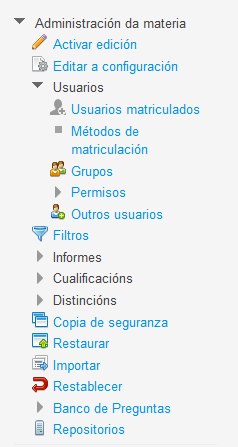 Administración da materia
Activar edición
Editar a configuración
Usuarios
Usuarios matriculados
Métodos de
matriculación
Grupos
Permisos
Outros usuarios
Filtros
Informes
Cualificacións
Distincións
Copia de seguranza
Restaurar
Importar
Restablecer
Banco de Preguntas
Repositorios